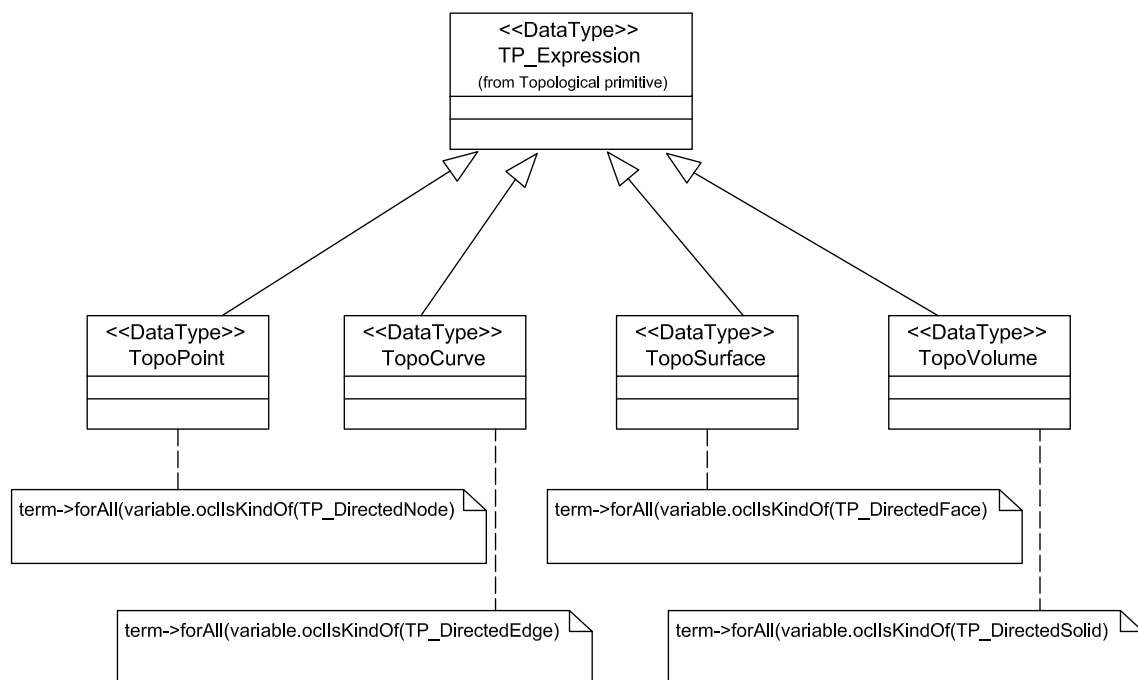 <<DataType>>
TP_Expression
(from Topological primitive)
<<DataType>>
TopoPoint
<<DataType>>
TopoCurve
<<DataType>>
TopoSurface
<<DataType>>
TopoVolume
term->forAll(variable.oclIsKindOf(TP_DirectedNode)
term->forAll(variable.oclIsKindOf(TP_DirectedFace)
term->forAll(variable.oclIsKindOf(TP_DirectedEdge)
term->forAll(variable.oclIsKindOf(TP_DirectedSolid)